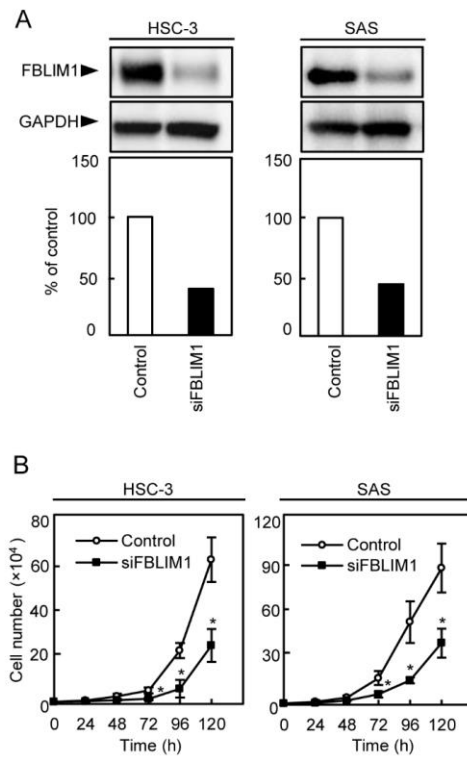 A
HSC-3 SAS
FBLIM1
GAPDH
150 150
100 100
50 50
0 0
% of control
Control siFBLIM1 Control siFBLIM1
B
HSC-3 SAS
80 120
60 90
40 60
20 30
0 0
Cell number (×10⁴)
Control Control
siFBLIM1 siFBLIM1
* * * * * *
0 24 48 72 96 120 0 24 48 72 96 120
Time (h) Time (h)